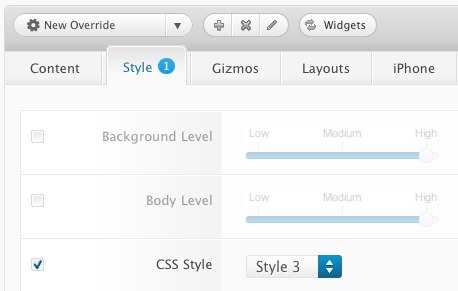 New Override Widgets
Content Style 1 Gizmos Layouts iPhone
Background Level Low Medium High
Body Level Low Medium High
CSS Style Style 3